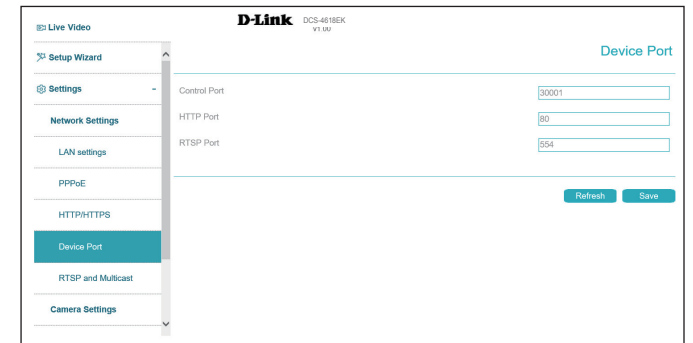 D-Link DCS-4618EK
V1.00
Live Video
Setup Wizard
Settings -
Network Settings
LAN settings
PPPoE
HTTP/HTTPS
Device Port
RTSP and Multicast
Camera Settings
Device Port
Control Port 30001
HTTP Port 80
RTSP Port 554
Refresh Save